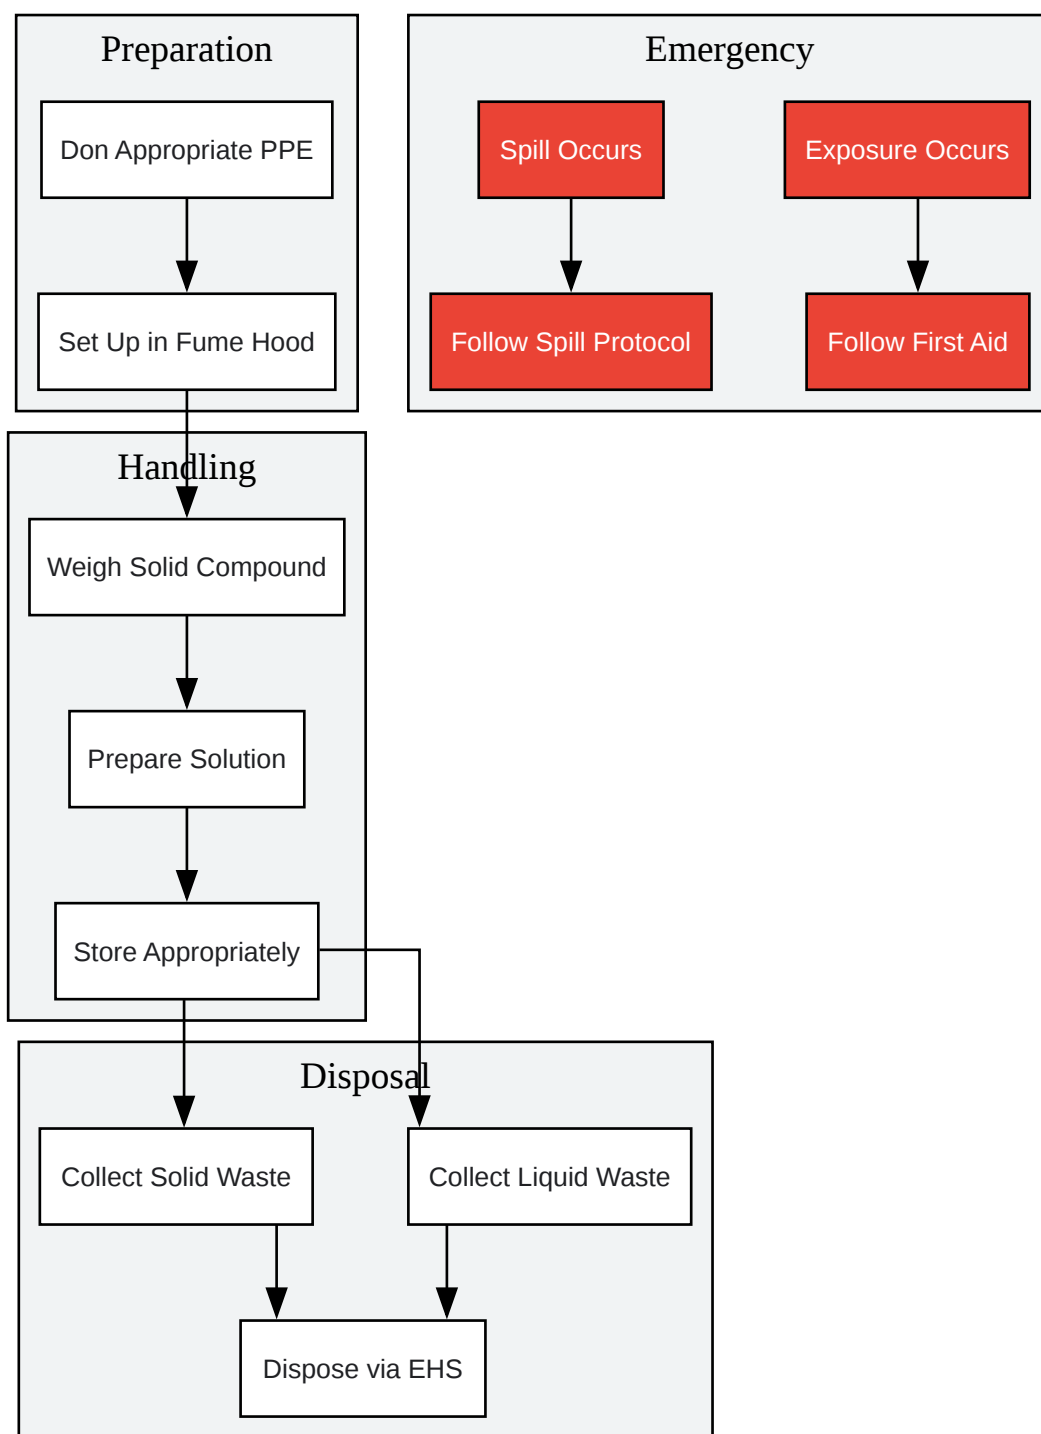 Preparation
Don Appropriate PPE
Set Up in Fume Hood
Emergency
Spill Occurs
Exposure Occurs
Follow Spill Protocol
Follow First Aid
Handling
Weigh Solid Compound
Prepare Solution
Store Appropriately
Disposal
Collect Solid Waste
Collect Liquid Waste
Dispose via EHS